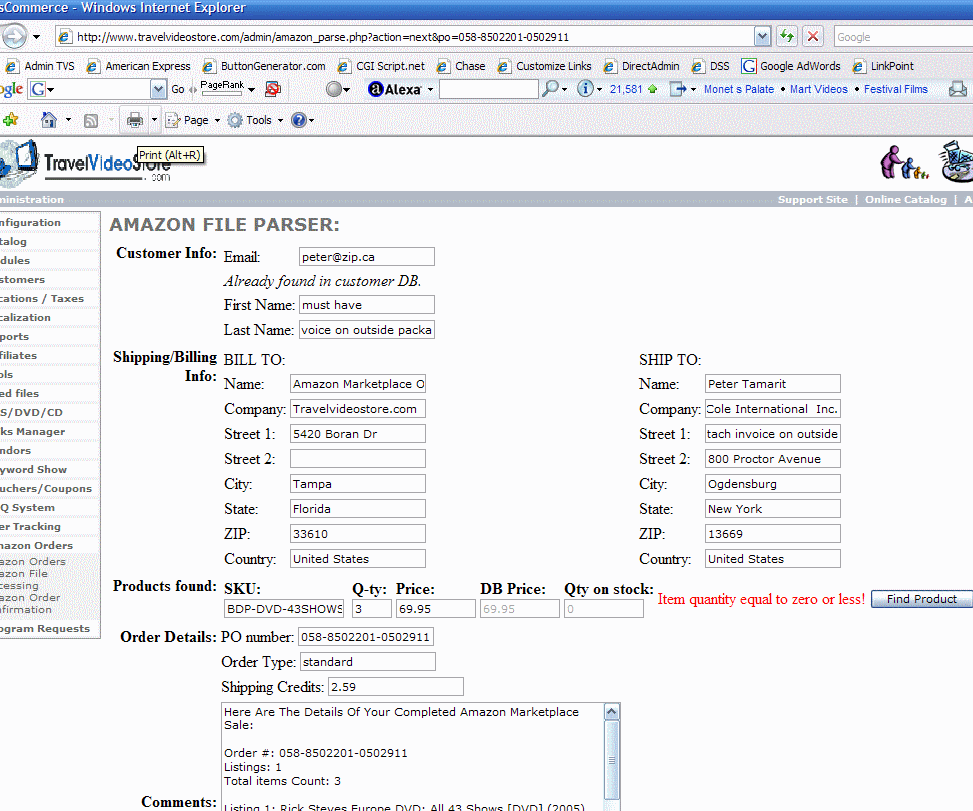 sCommerce - Windows Internet Explorer
http://www.travelvideostore.com/admin/amazon_parse.php?action=next&po=058-8502201-0502911
Google
Admin TVS American Express ButtonGenerator.com CGI Script.net Chase Customize Links DirectAdmin DSS Google AdWords LinkPoint
ogle G Go PageRank Alexa 21,581 Monet s Palate • Mart Videos • Festival Films
Page Tools
Print (Alt+R)
TravelVideoStore
.com
ministration Support Site | Online Catalog | A
nfiguration
talog
dules
stomers
cations / Taxes
calization
ports
filiates
ols
ed files
S/DVD/CD
ks Manager
ndors
yword Show
uchers/Coupons
Q System
er Tracking
mazon Orders
azon Orders
azon File
cessing
azon Order
nfirmation
ogram Requests
AMAZON FILE PARSER:
Customer Info: Email: peter@zip.ca
Already found in customer DB.
First Name: must have
Last Name: voice on outside packa
Shipping/Billing Info:
BILL TO:
Name: Amazon Marketplace O
Company: Travelvideostore.com
Street 1: 5420 Boran Dr
Street 2:
City: Tampa
State: Florida
ZIP: 33610
Country: United States
SHIP TO:
Name: Peter Tamarit
Company: Cole International Inc.
Street 1: tach invoice on outside
Street 2: 800 Proctor Avenue
City: Ogdensburg
State: New York
ZIP: 13669
Country: United States
Products found: SKU: Q-ty: Price: DB Price: Qty on stock:
BDP-DVD-43SHOWS 3 69.95 69.95 0 Item quantity equal to zero or less! Find Product
Order Details: PO number: 058-8502201-0502911
Order Type: standard
Shipping Credits: 2.59
Comments:
Here Are The Details Of Your Completed Amazon Marketplace
Sale:
Order #: 058-8502201-0502911
Listings: 1
Total items Count: 3
Listing 1: Rick Steves Europe DVD: All 43 Shows [DVD] (2005)